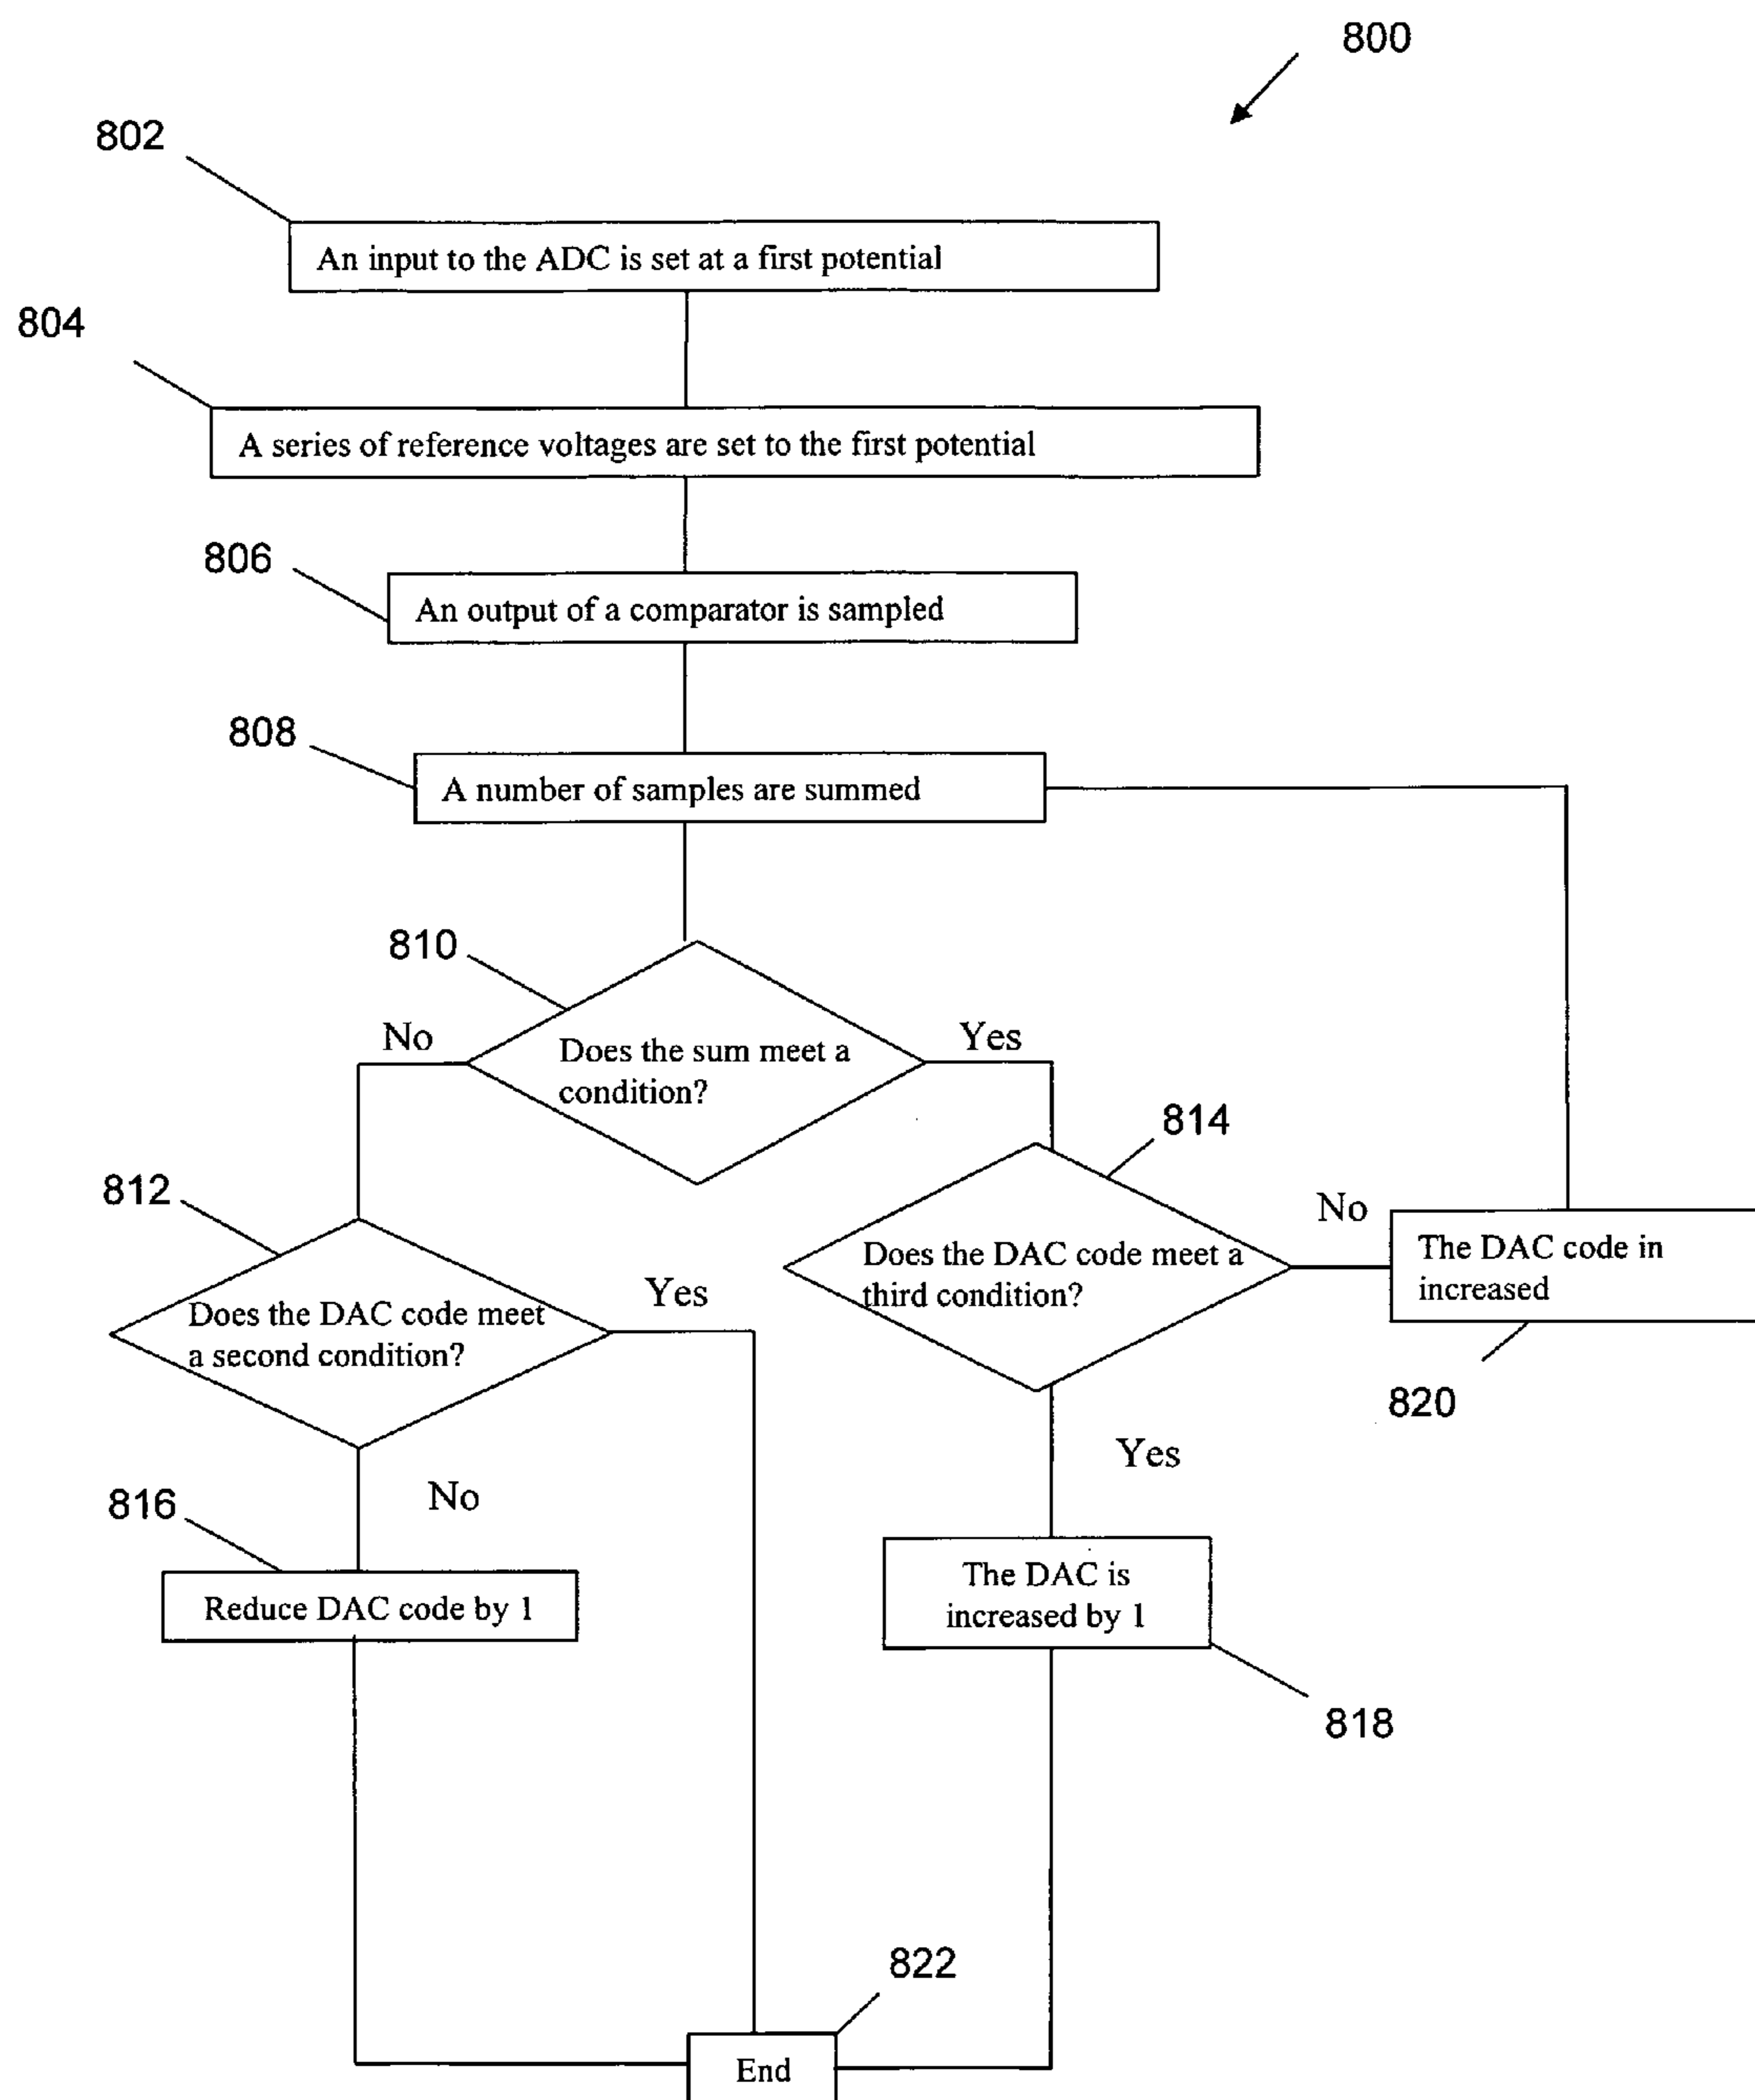 800
802
An input to the ADC is set at a first potential
804
A series of reference voltages are set to the first potential
806
An output of a comparator is sampled
808
A number of samples are summed
810
No
Yes
Does the sum meet a
condition?
814
812
No
Does the DAC code meet a
third condition?
The DAC code in
increased
Yes
Does the DAC code meet
a second condition?
820
Yes
No
816
The DAC is
increased by 1
Reduce DAC code by 1
818
822
End